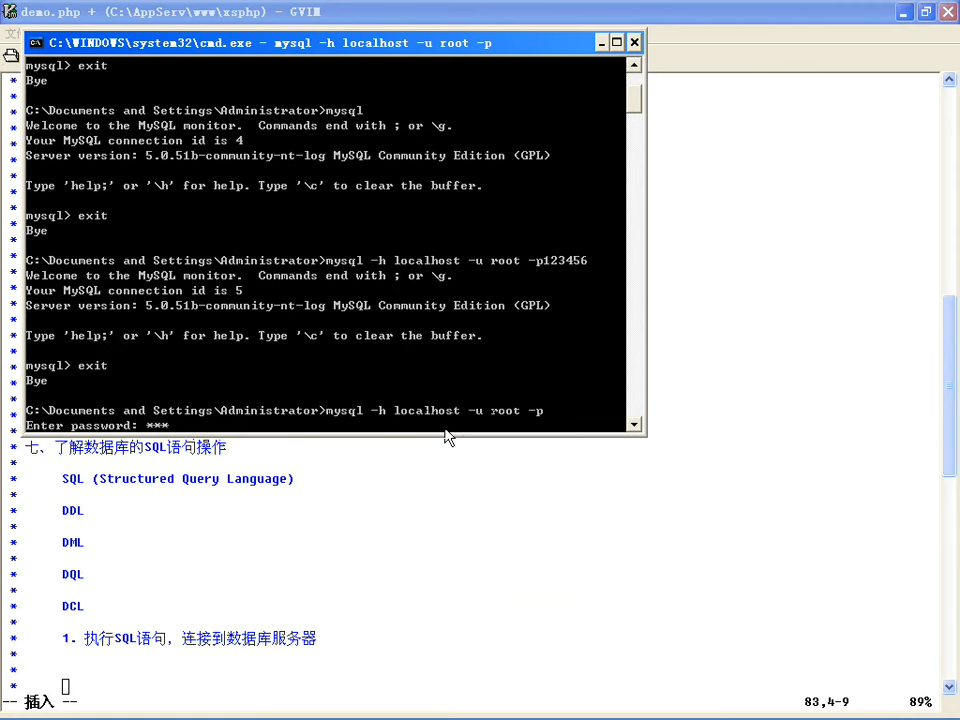 demo.php + (C:\AppServ\www\xsphp) - GVIM
C:\WINDOWS\system32\cmd.exe - mysql -h localhost -u root -p
mysql> exit
Bye
C:\Documents and Settings\Administrator>mysql
Welcome to the MySQL monitor.  Commands end with ; or \g.
Your MySQL connection id is 4
Server version: 5.0.51b-community-nt-log MySQL Community Edition (GPL)
Type 'help;' or '\h' for help. Type '\c' to clear the buffer.
mysql> exit
Bye
C:\Documents and Settings\Administrator>mysql -h localhost -u root -p123456
Welcome to the MySQL monitor.  Commands end with ; or \g.
Your MySQL connection id is 5
Server version: 5.0.51b-community-nt-log MySQL Community Edition (GPL)
Type 'help;' or '\h' for help. Type '\c' to clear the buffer.
mysql> exit
Bye
C:\Documents and Settings\Administrator>mysql -h localhost -u root -p
Enter password: ***
* 七、了解数据库的SQL语句操作
*
* SQL (Structured Query Language)
*
* DDL
*
* DML
*
* DQL
*
* DCL
*
* 1. 执行SQL语句，连接到数据库服务器
*
*
*
-- 插入 -- 83,4-9 89%